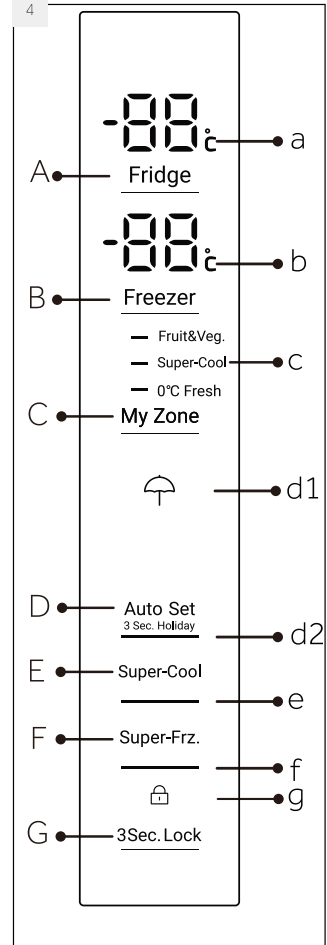 4
-88°c
a
A
Fridge
-88°c
b
B
Freezer
Fruit&Veg.
Super-Cool
c
0°C Fresh
C
My Zone
d1
D
Auto Set
3 Sec. Holiday
d2
E
Super-Cool
e
F
Super-Frz.
f
g
G
3Sec. Lock